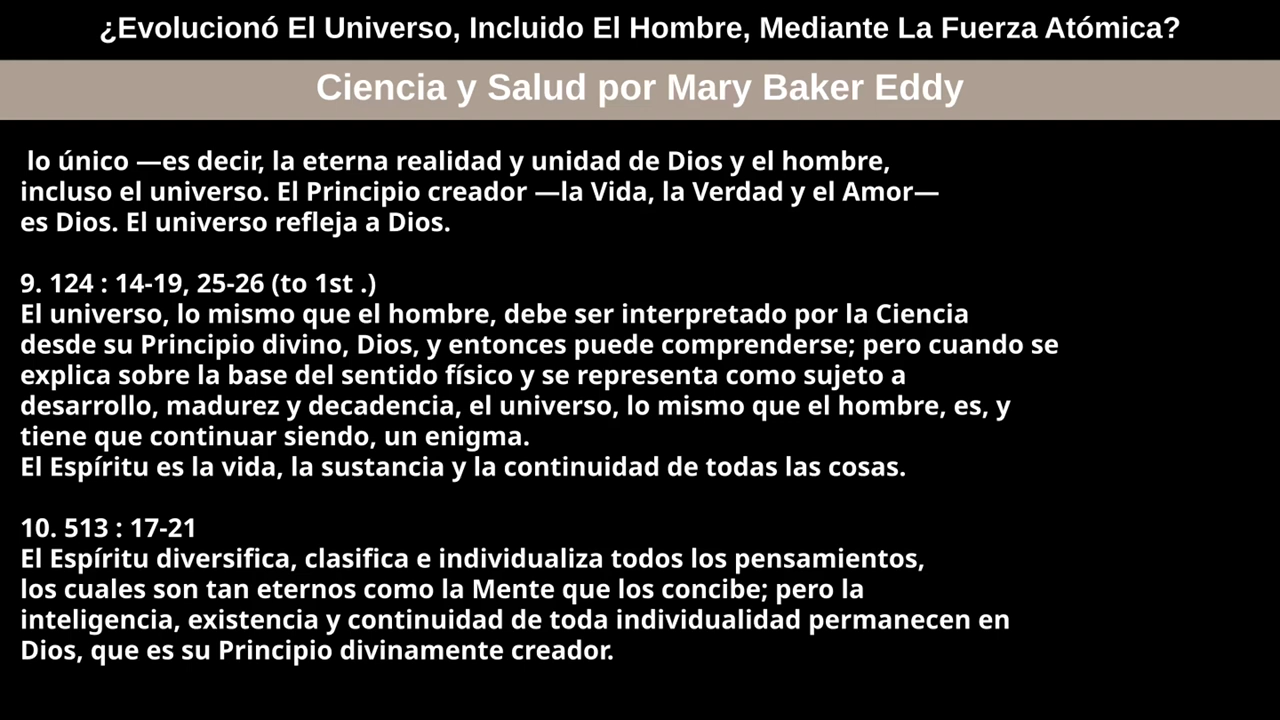 ¿Evolucionó El Universo, Incluido El Hombre, Mediante La Fuerza Atómica?
Ciencia y Salud por Mary Baker Eddy
lo único —es decir, la eterna realidad y unidad de Dios y el hombre,
incluso el universo. El Principio creador —la Vida, la Verdad y el Amor—
es Dios. El universo refleja a Dios.
9. 124 : 14-19, 25-26 (to 1st .)
El universo, lo mismo que el hombre, debe ser interpretado por la Ciencia
desde su Principio divino, Dios, y entonces puede comprenderse; pero cuando se
explica sobre la base del sentido físico y se representa como sujeto a
desarrollo, madurez y decadencia, el universo, lo mismo que el hombre, es, y
tiene que continuar siendo, un enigma.
El Espíritu es la vida, la sustancia y la continuidad de todas las cosas.
10. 513 : 17-21
El Espíritu diversifica, clasifica e individualiza todos los pensamientos,
los cuales son tan eternos como la Mente que los concibe; pero la
inteligencia, existencia y continuidad de toda individualidad permanecen en
Dios, que es su Principio divinamente creador.